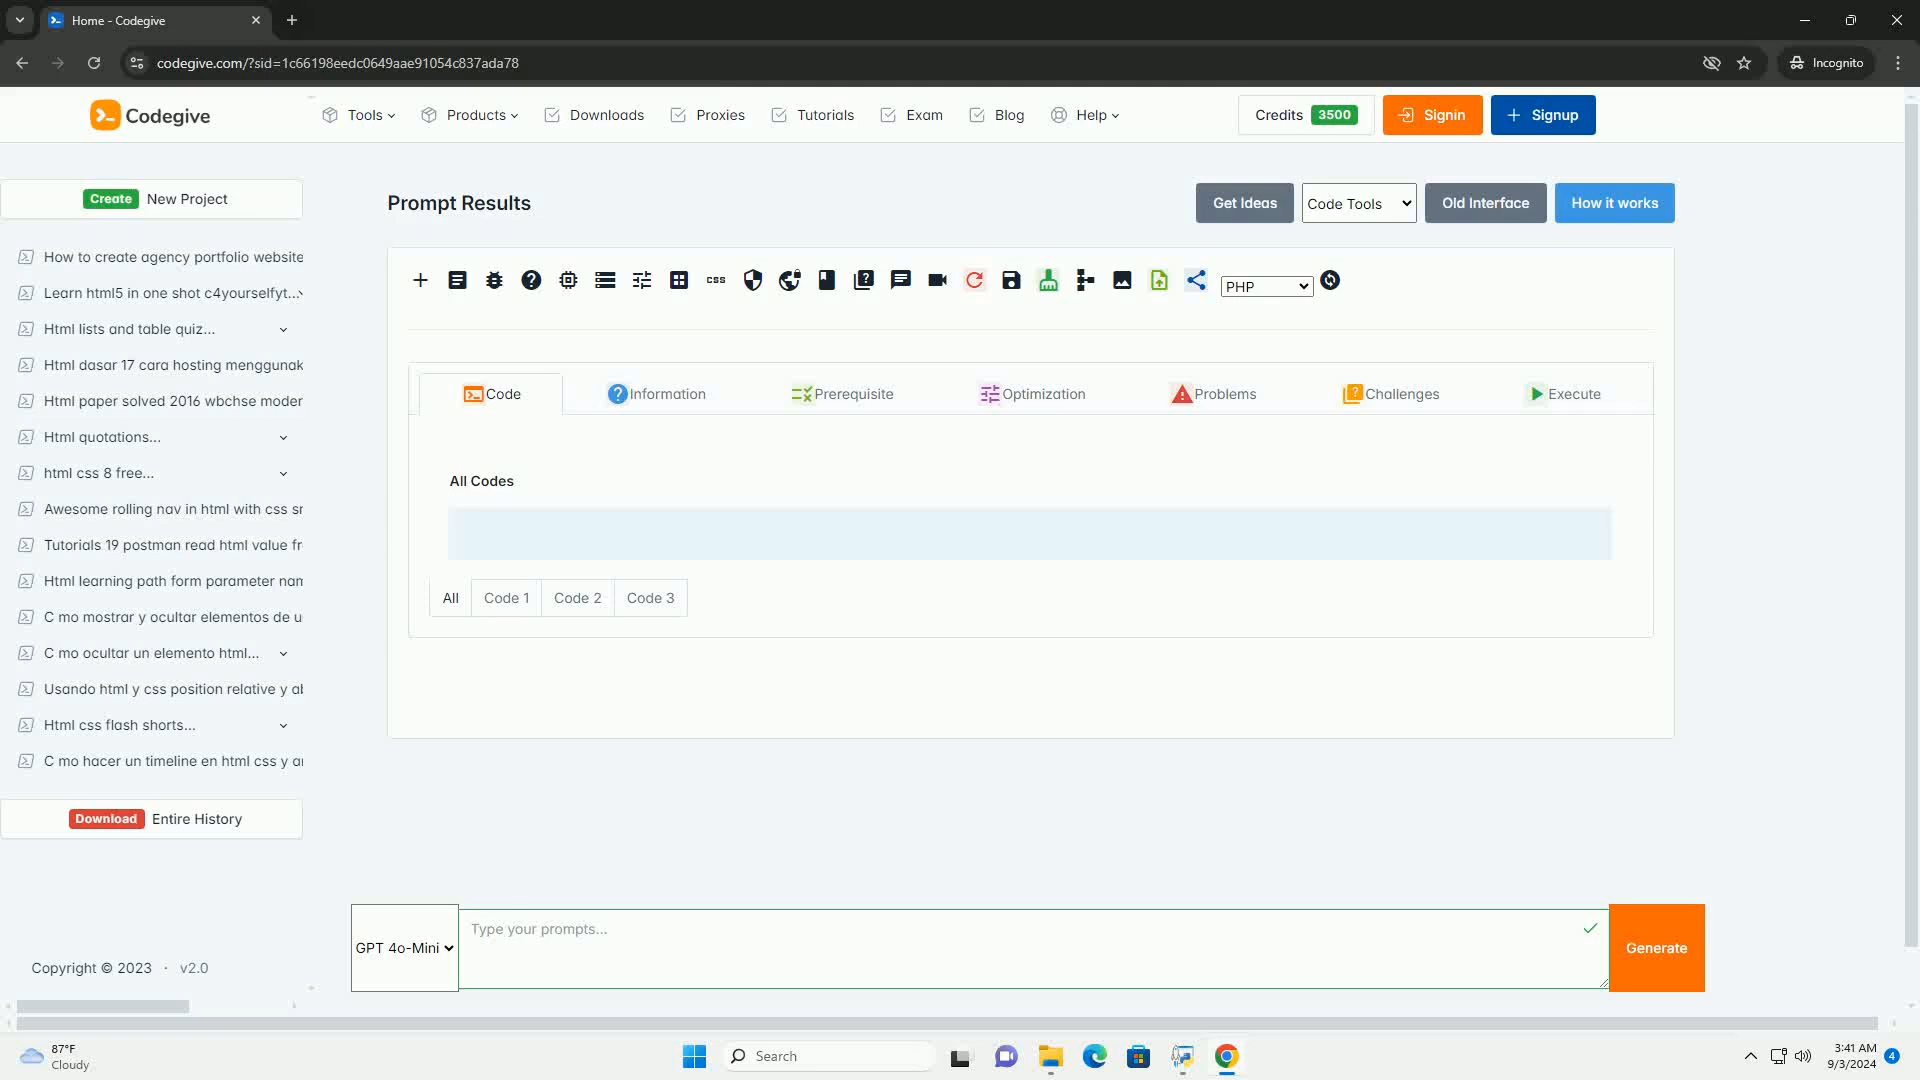 Home - Codegive
codegive.com/?sid=1c66198eedc0649aae91054c837ada78
Incognito
Codegive
Tools
Products
Downloads
Proxies
Tutorials
Exam
Blog
Help
Credits 3500
Signin
Signup
Create New Project
Prompt Results
Get Ideas
Code Tools
Old Interface
How it works
How to create agency portfolio website
Learn html5 in one shot c4yourselfyt...
Html lists and table quiz...
Html dasar 17 cara hosting menggunak
Html paper solved 2016 wbchse moder
Html quotations...
html css 8 free...
Awesome rolling nav in html with css sr
Tutorials 19 postman read html value fr
Html learning path form parameter nam
C mo mostrar y ocultar elementos de u
C mo ocultar un elemento html...
Usando html y css position relative y al
Html css flash shorts...
C mo hacer un timeline en html css y ar
Download Entire History
css
PHP
Code
Information
Prerequisite
Optimization
Problems
Challenges
Execute
All Codes
All
Code 1
Code 2
Code 3
GPT 4o-Mini
Type your prompts...
Generate
Copyright © 2023 · v2.0
87°F
Cloudy
Search
3:41 AM
9/3/2024
4